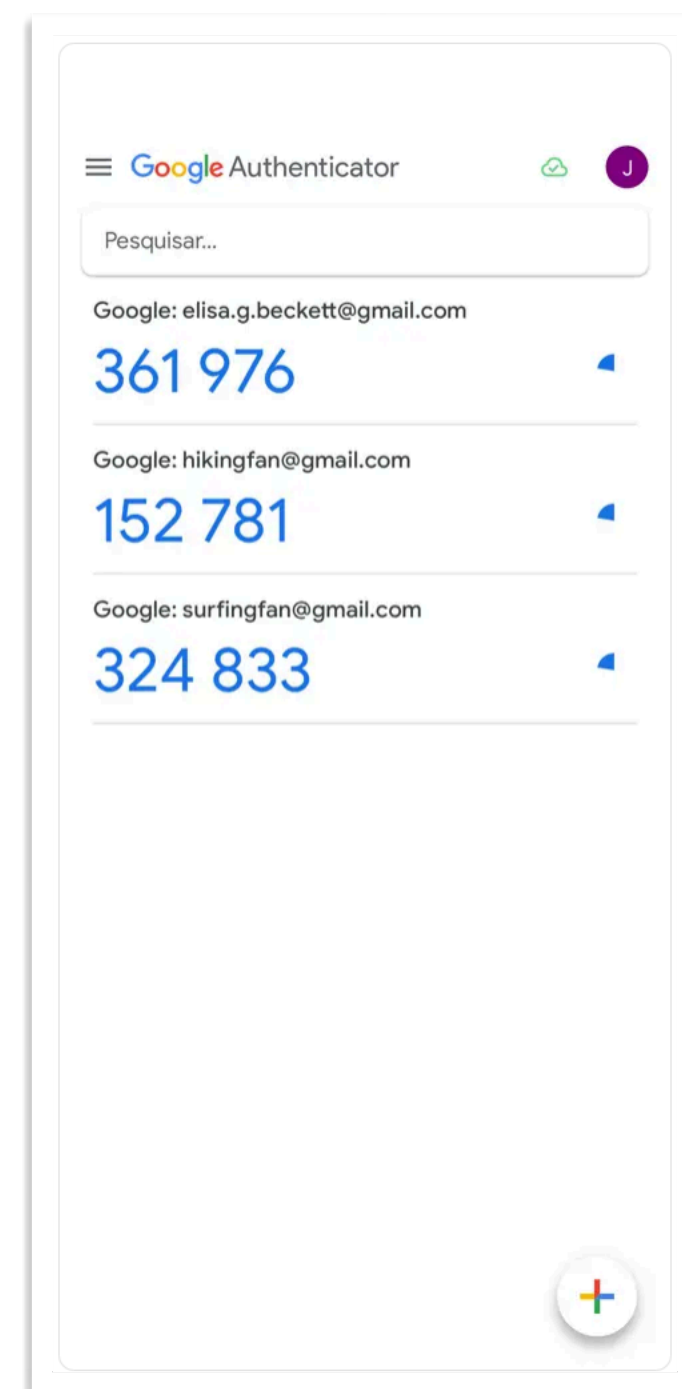 Google Authenticator
J
Pesquisar...
Google: elisa.g.beckett@gmail.com
361 976
Google: hikingfan@gmail.com
152 781
Google: surfingfan@gmail.com
324 833